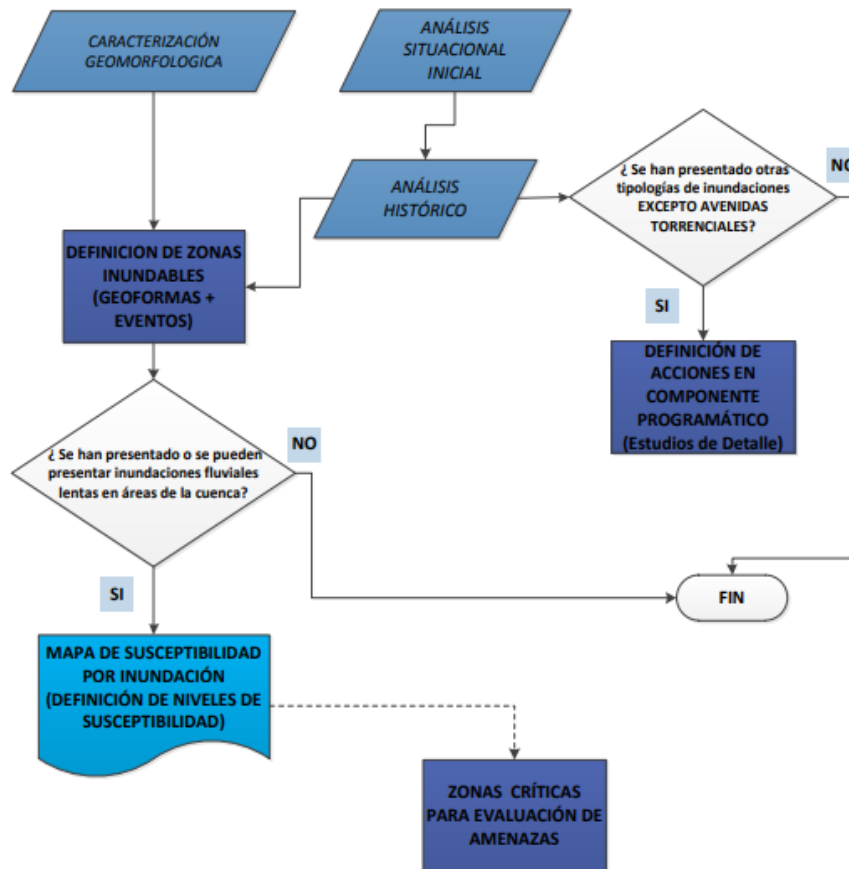 CARACTERIZACIÓN
GEOMORFOLOGICA
ANÁLISIS
SITUACIONAL
INICIAL
ANÁLISIS
HISTÓRICO
¿ Se han presentado otras
tipologías de inundaciones
EXCEPTO AVENIDAS
TORRENCIALES?
NO
DEFINICION DE ZONAS
INUNDABLES
(GEOFORMAS +
EVENTOS)
SI
DEFINICIÓN DE
ACCIONES EN
COMPONENTE
PROGRAMÁTICO
(Estudios de Detalle)
¿ Se han presentado o se pueden
presentar inundaciones fluviales
lentas en áreas de la cuenca?
NO
SI
FIN
MAPA DE SUSCEPTIBILIDAD
POR INUNDACIÓN
(DEFINICIÓN DE NIVELES DE
SUSCEPTIBILIDAD)
ZONAS CRÍTICAS
PARA EVALUACIÓN DE
AMENAZAS